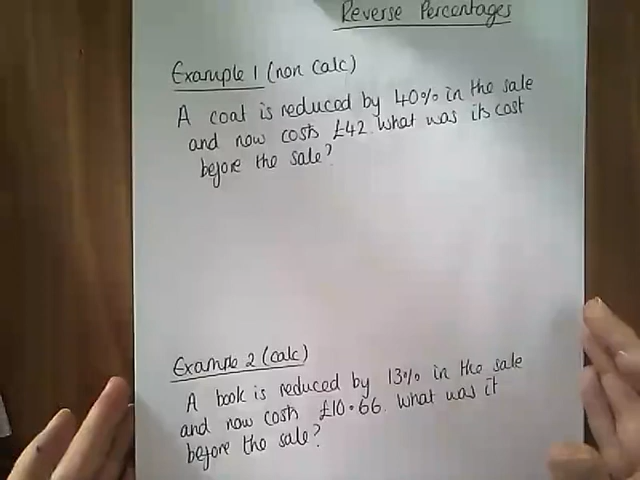 Reverse Percentages
Example 1 (non calc)
A coat is reduced by 40% in the sale
and now costs £42. What was its cost
before the sale?
Example 2 (calc)
A book is reduced by 13% in the sale
and now costs £10.66. What was it
before the sale?